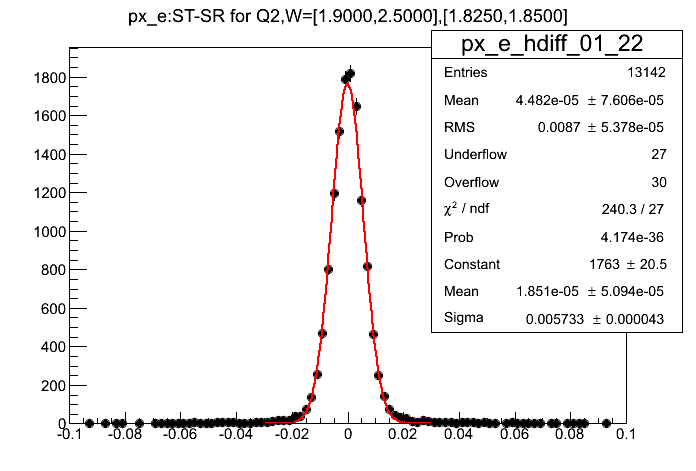 px_e:ST-SR for Q2,W=[1.9000,2.5000],[1.8250,1.8500]
px_e_hdiff_01_22
Entries 13142
Mean 4.482e-05 ± 7.606e-05
RMS 0.0087 ± 5.378e-05
Underflow 27
Overflow 30
χ² / ndf 240.3 / 27
Prob 4.174e-36
Constant 1763 ± 20.5
Mean 1.851e-05 ± 5.094e-05
Sigma 0.005733 ± 0.000043
1800
1600
1400
1200
1000
800
600
400
200
0
-0.1 -0.08 -0.06 -0.04 -0.02 0 0.02 0.04 0.06 0.08 0.1